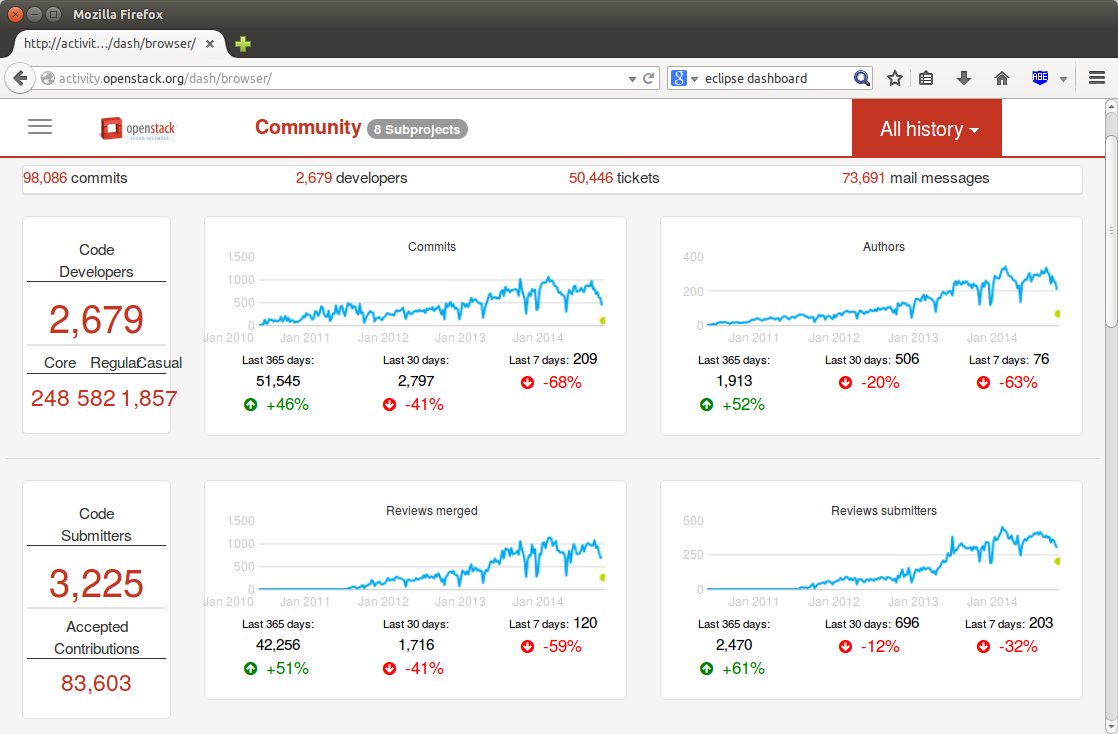 Mozilla Firefox
http://activit…/dash/browser/
activity.openstack.org/dash/browser/
eclipse dashboard
ABE
openstack
Community 8 Subprojects
All history
98,086 commits 2,679 developers 50,446 tickets 73,691 mail messages
Code
Developers
2,679
Core Regular Casual
248 582 1,857
Commits
1500
1000
500
0
Jan 2010 Jan 2011 Jan 2012 Jan 2013 Jan 2014
Last 365 days: Last 30 days: Last 7 days: 209
51,545 2,797 -68%
+46% -41%
Authors
400
200
0
Jan 2011 Jan 2012 Jan 2013 Jan 2014
Last 365 days: Last 30 days: 506 Last 7 days: 76
1,913 -20% -63%
+52%
Code
Submitters
3,225
Accepted
Contributions
83,603
Reviews merged
1500
1000
500
0
Jan 2010 Jan 2011 Jan 2012 Jan 2013 Jan 2014
Last 365 days: Last 30 days: Last 7 days: 120
42,256 1,716 -59%
+51% -41%
Reviews submitters
500
250
0
Jan 2011 Jan 2012 Jan 2013 Jan 2014
Last 365 days: Last 30 days: 696 Last 7 days: 203
2,470 -12% -32%
+61%